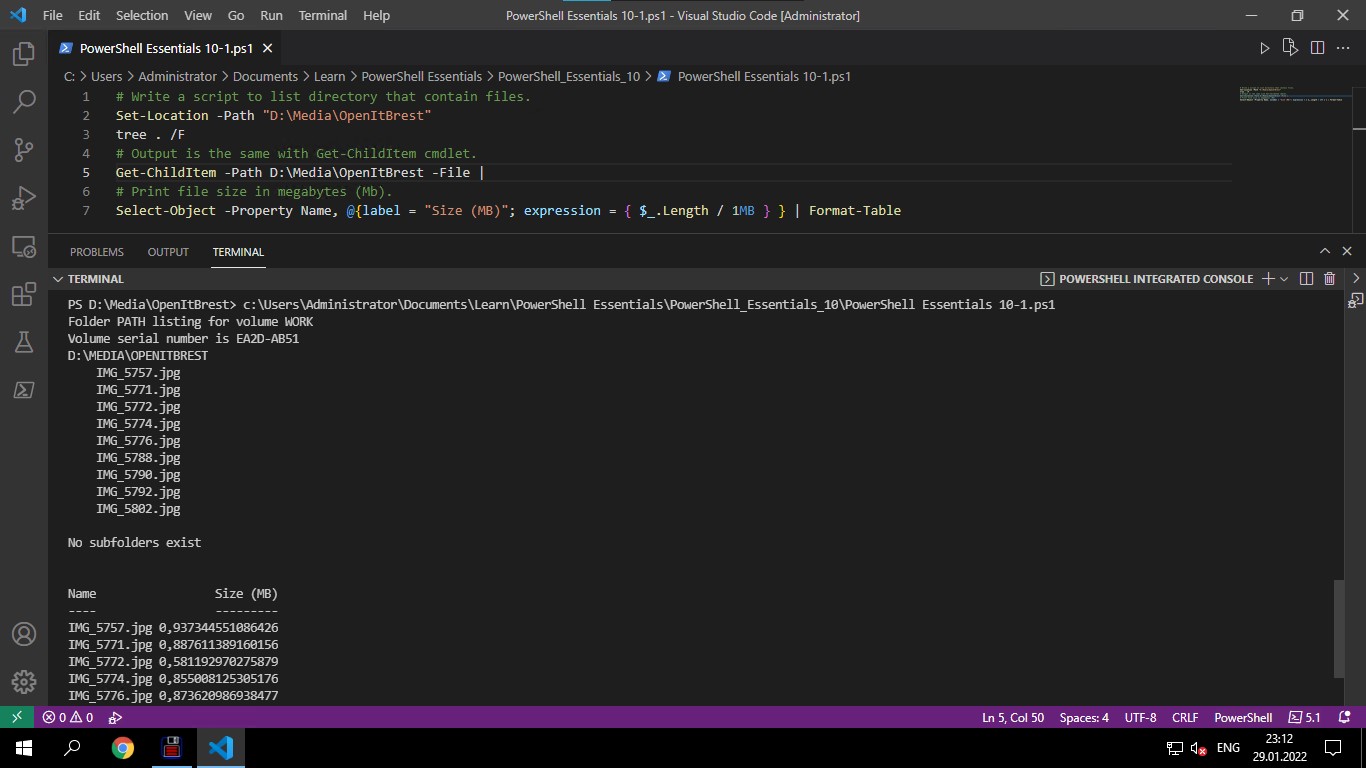 File Edit Selection View Go Run Terminal Help PowerShell Essentials 10-1.ps1 - Visual Studio Code [Administrator]
PowerShell Essentials 10-1.ps1
C: > Users > Administrator > Documents > Learn > PowerShell Essentials > PowerShell_Essentials_10 > PowerShell Essentials 10-1.ps1
1 # Write a script to list directory that contain files.
2 Set-Location -Path "D:\Media\OpenItBrest"
3 tree . /F
4 # Output is the same with Get-ChildItem cmdlet.
5 Get-ChildItem -Path D:\Media\OpenItBrest -File |
6 # Print file size in megabytes (Mb).
7 Select-Object -Property Name, @{label = "Size (MB)"; expression = { $_.Length / 1MB } } | Format-Table
PROBLEMS OUTPUT TERMINAL
TERMINAL POWERSHELL INTEGRATED CONSOLE
PS D:\Media\OpenItBrest> c:\Users\Administrator\Documents\Learn\PowerShell Essentials\PowerShell_Essentials_10\PowerShell Essentials 10-1.ps1
Folder PATH listing for volume WORK
Volume serial number is EA2D-AB51
D:\MEDIA\OPENITBREST
IMG_5757.jpg
IMG_5771.jpg
IMG_5772.jpg
IMG_5774.jpg
IMG_5776.jpg
IMG_5788.jpg
IMG_5790.jpg
IMG_5792.jpg
IMG_5802.jpg
No subfolders exist
Name Size (MB)
---- ---------
IMG_5757.jpg 0,937344551086426
IMG_5771.jpg 0,887611389160156
IMG_5772.jpg 0,581192970275879
IMG_5774.jpg 0,855008125305176
IMG_5776.jpg 0,873620986938477
0 0 Ln 5, Col 50 Spaces: 4 UTF-8 CRLF PowerShell 5.1
ENG 23:12
29.01.2022